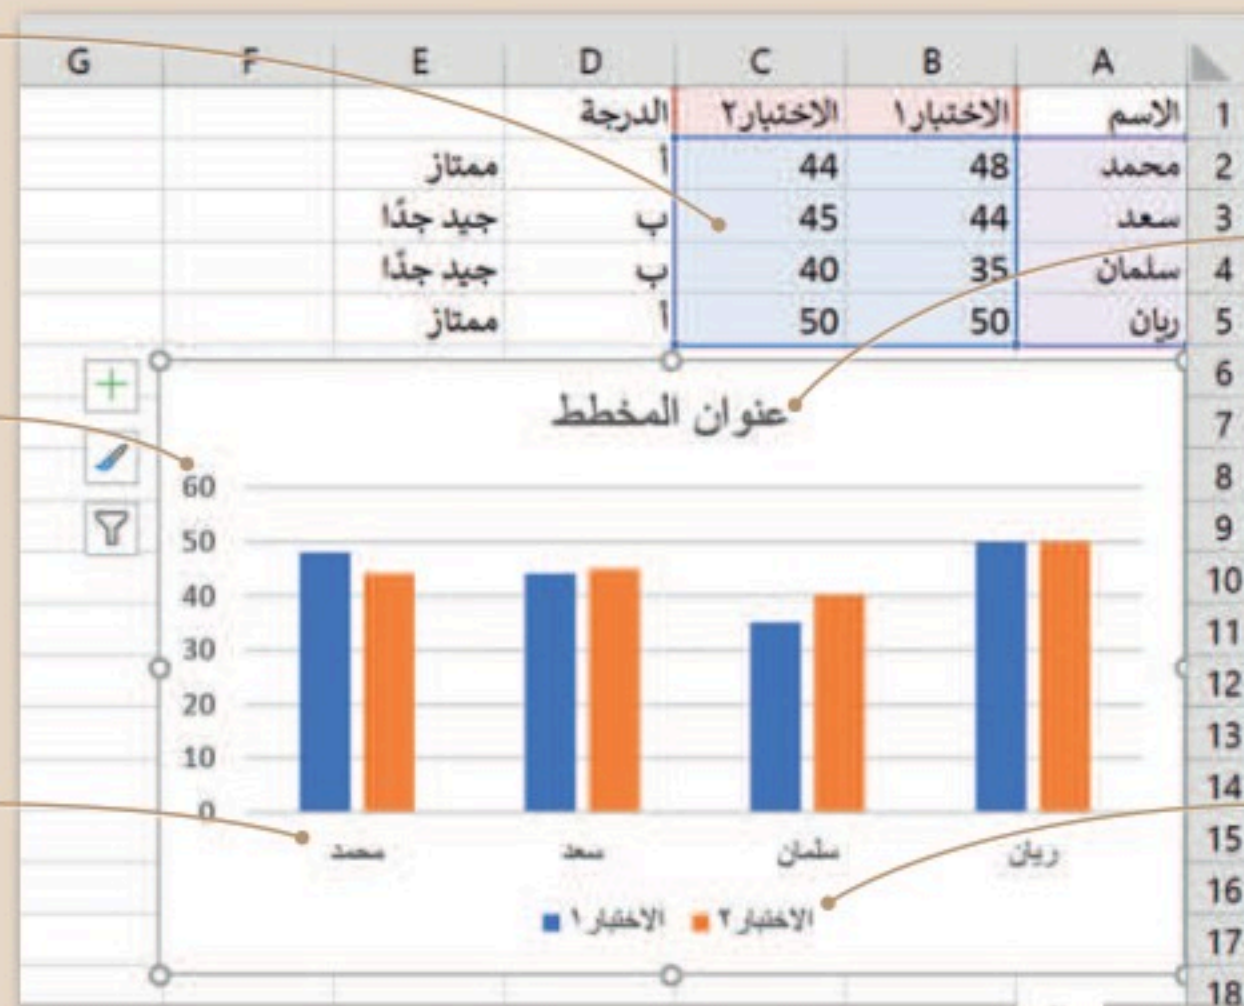 A B C D E F G
1 الاسم الاختبار١ الاختبار٢ الدرجة
2 محمد 48 44 أ ممتاز
3 سعد 44 45 ب جيد جدًا
4 سلمان 35 40 ب جيد جدًا
5 ريان 50 50 أ ممتاز
6
7
8
9
10
11
12
13
14
15
16
17
18
عنوان المخطط
60
50
40
30
20
10
0
محمد سعد سلمان ريان
الاختبار١ الاختبار٢